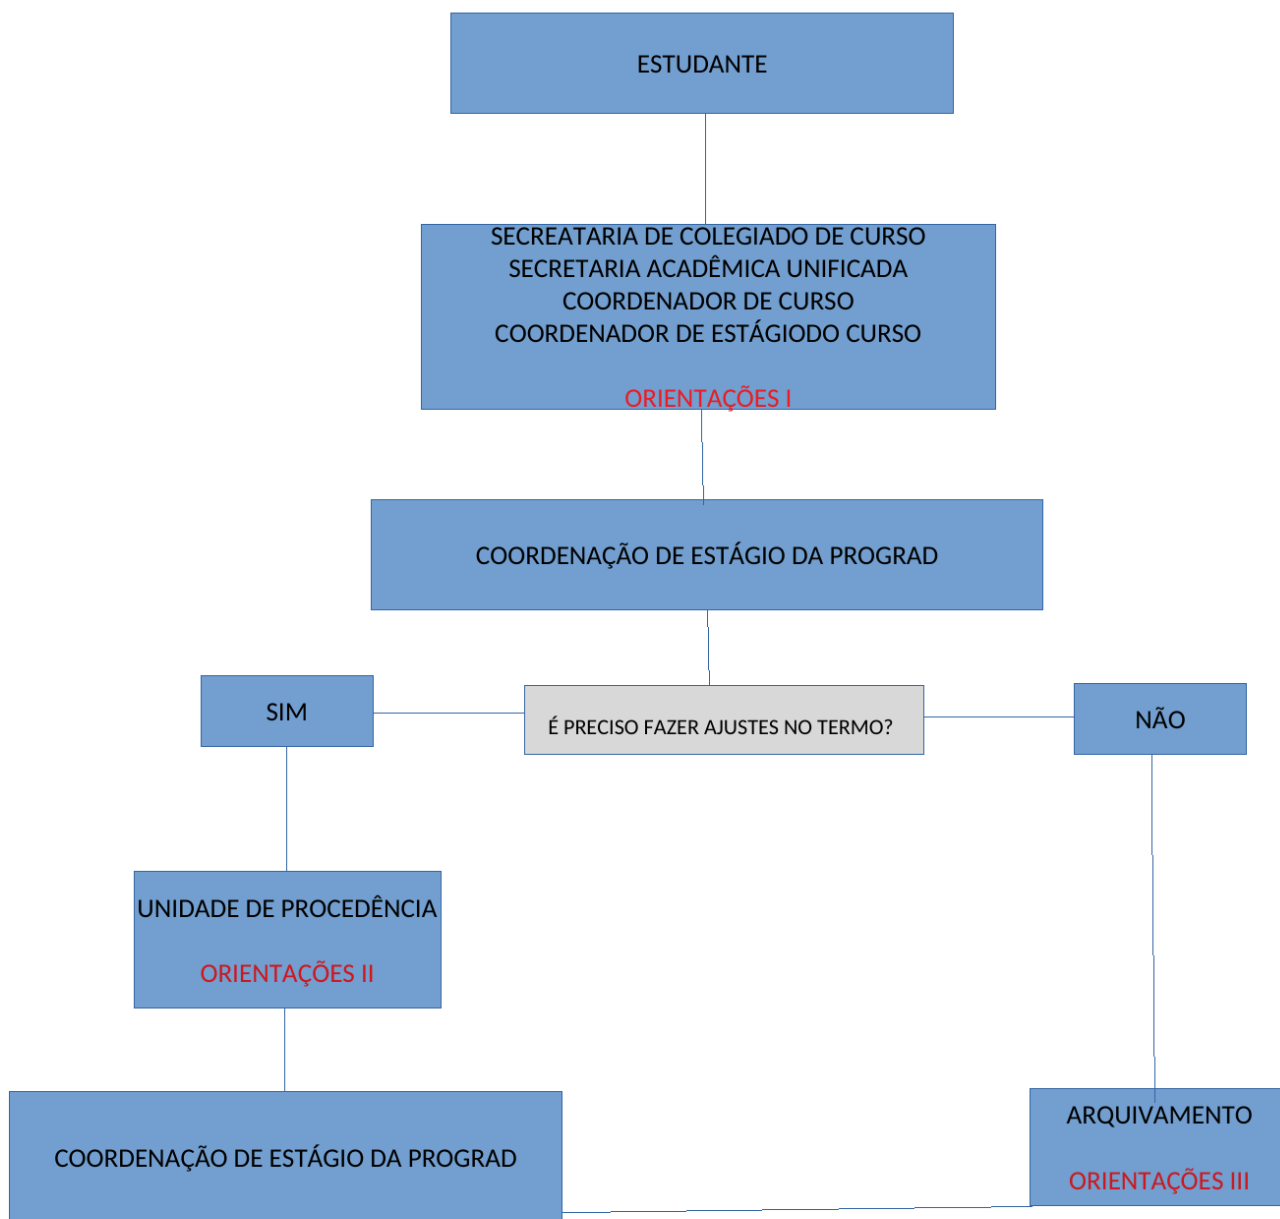 ESTUDANTE
SECREATARIA DE COLEGIADO DE CURSO
SECRETARIA ACADÊMICA UNIFICADA
COORDENADOR DE CURSO
COORDENADOR DE ESTÁGIODO CURSO
ORIENTAÇÕES I
COORDENAÇÃO DE ESTÁGIO DA PROGRAD
SIM
É PRECISO FAZER AJUSTES NO TERMO?
NÃO
UNIDADE DE PROCEDÊNCIA
ORIENTAÇÕES II
COORDENAÇÃO DE ESTÁGIO DA PROGRAD
ARQUIVAMENTO
ORIENTAÇÕES III